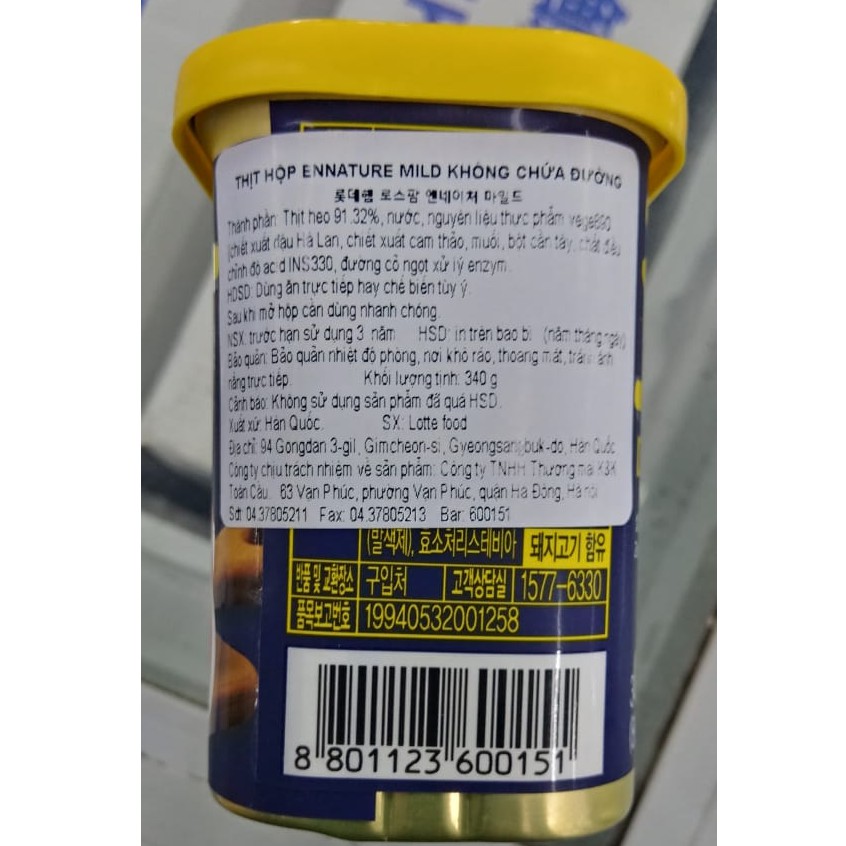 THỊT HỘP ENNATURE MILD KHÔNG CHỨA ĐƯỜNG
롯데햄 로스팜 엔네이처 마일드
Thành phần: Thịt heo 91.32%, nước, nguyên liệu thực phẩm vege890
(chiết xuất đậu Hà Lan, chiết xuất cam thảo, muối, bột cần tây, chất điều
chỉnh độ acid INS330, đường cỏ ngọt xử lý enzym.
HDSD: Dùng ăn trực tiếp hay chế biến tùy ý.
Sau khi mở hộp cần dùng nhanh chóng.
NSX: trước hạn sử dụng 3 năm HSD: in trên bao bì (năm tháng ngày)
Bảo quản: Bảo quản nhiệt độ phòng, nơi khô ráo, thoáng mát, tránh ánh
nắng trực tiếp. Khối lượng tịnh: 340 g
Cảnh báo: Không sử dụng sản phẩm đã quá HSD.
Xuất xứ: Hàn Quốc. SX: Lotte food
Địa chỉ: 94 Gongdan 3-gil, Gimcheon-si, Gyeongsangbuk-do, Hàn Quốc
Công ty chịu trách nhiệm về sản phẩm: Công ty TNHH Thương mại K&K
Toàn Cầu. 63 Vạn Phúc, phường Vạn Phúc, quận Hà Đông, Hà nội
Sdt: 04.37805211 Fax: 04.37805213 Bar: 600151
(발색제), 효소처리스테비아 돼지고기 함유
반품 및 교환장소 구입처 고객상담실 1577-6330
품목보고번호 19940532001258
8 801123 600151